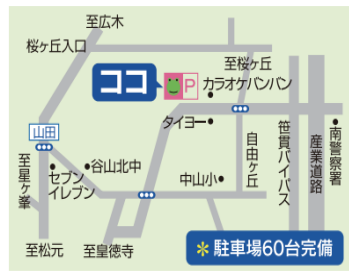 至広木
桜ヶ丘入口
至桜ヶ丘
ココ
P
カラオケバンバン
タイヨー
山田
至星ヶ峯
セブン
イレブン
谷山北中
中山小
自由ヶ丘
笹貫バイパス
産業道路
南警察署
至松元
至皇徳寺
＊駐車場60台完備